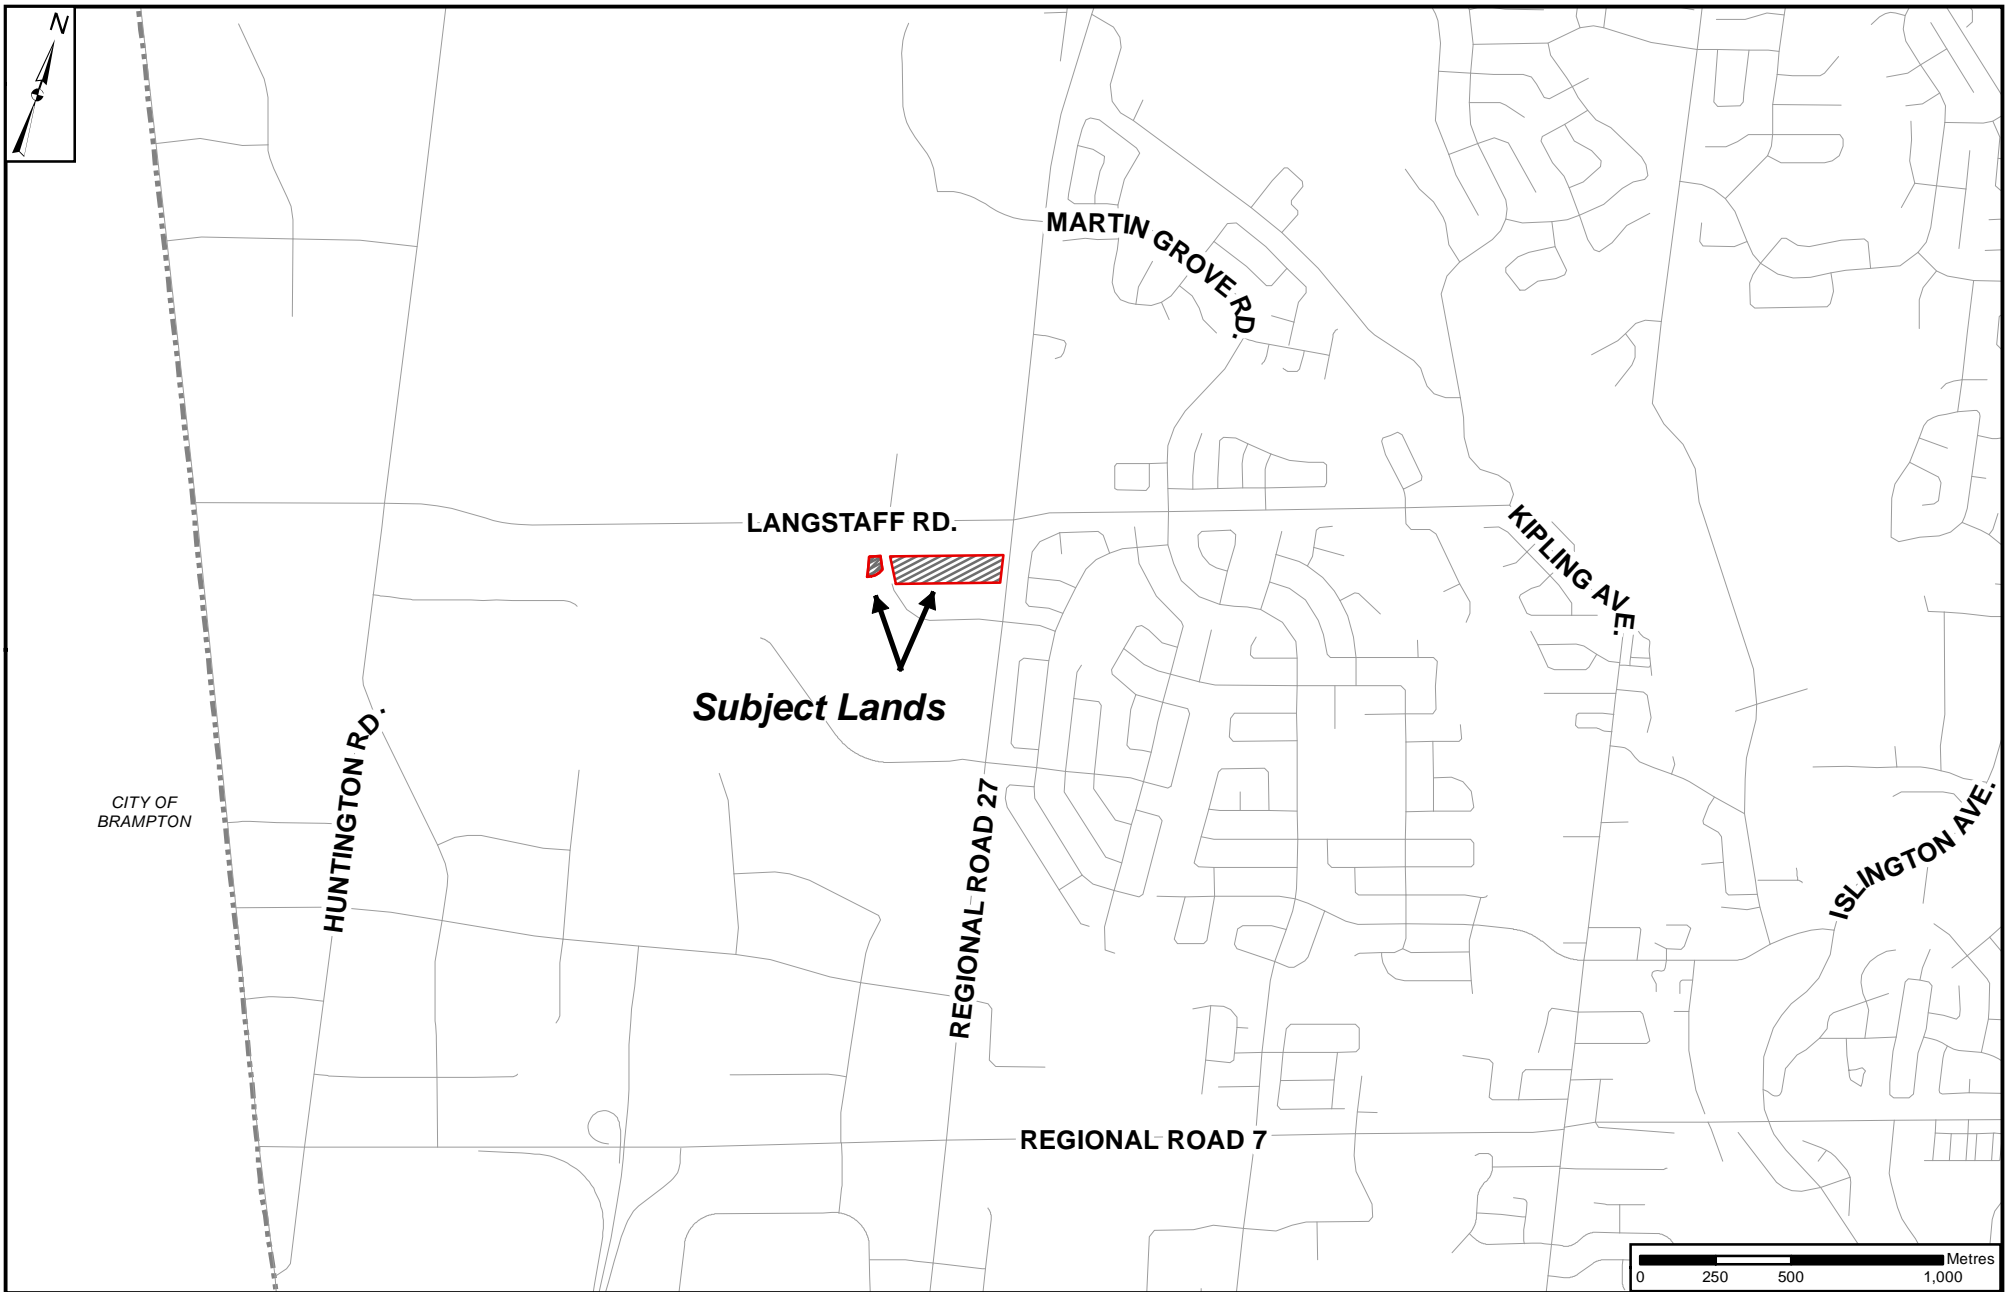 N
MARTIN GROVE RD.
LANGSTAFF RD.
KIPLING AVE.
Subject Lands
HUNTINGTON RD.
CITY OF
BRAMPTON
REGIONAL ROAD 27
ISLINGTON AVE.
REGIONAL ROAD 7
Metres
0 250 500 1,000